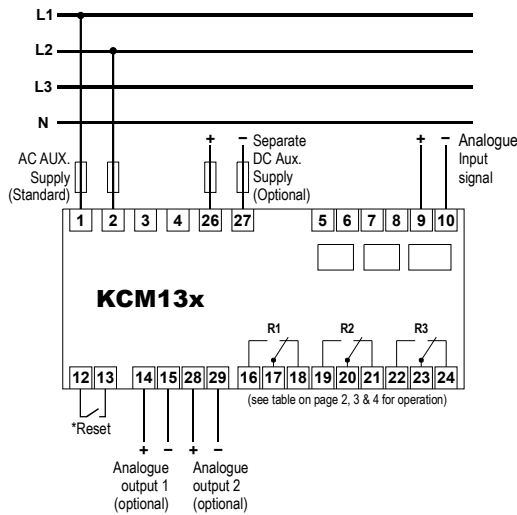 L1
L2
L3
N
AC AUX.
Supply
(Standard)
+ − Separate
DC Aux.
Supply
(Optional)
+ − Analogue
Input
signal
1 2 3 4 26 27 5 6 7 8 9 10
KCM13x
R1 R2 R3
12 13 14 15 28 29 16 17 18 19 20 21 22 23 24
(see table on page 2, 3 & 4 for operation)
*Reset
+ − + −
Analogue
output 1
(optional)
Analogue
output 2
(optional)